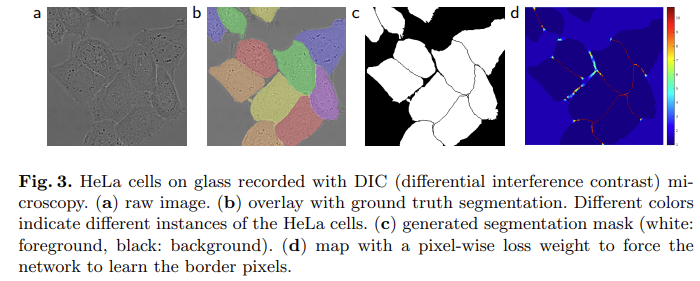 a b c d
Fig. 3. HeLa cells on glass recorded with DIC (differential interference contrast) mi-
croscopy. (a) raw image. (b) overlay with ground truth segmentation. Different colors
indicate different instances of the HeLa cells. (c) generated segmentation mask (white:
foreground, black: background). (d) map with a pixel-wise loss weight to force the
network to learn the border pixels.